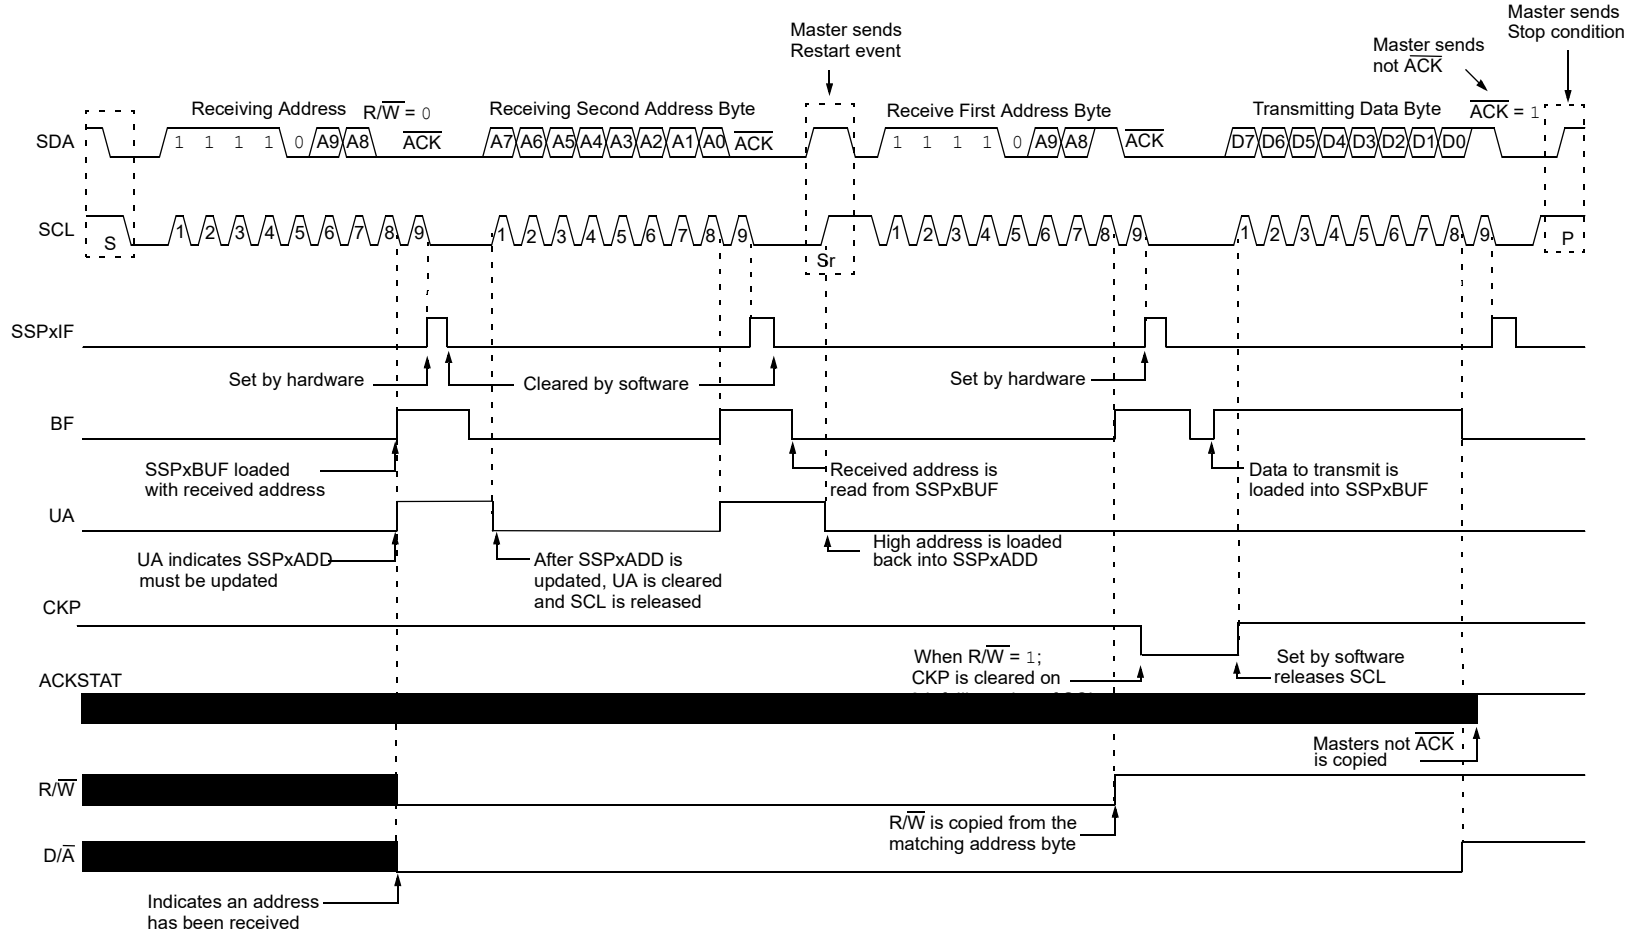 Master sends
Stop condition
Master sends
Restart event
Master sends
not ACK
Receiving Address R/W = 0
Receiving Second Address Byte
Receive First Address Byte
Transmitting Data Byte
ACK = 1
SDA
1 1 1 1 0 A9 A8 ACK
A7 A6 A5 A4 A3 A2 A1 A0 ACK
1 1 1 1 0 A9 A8 ACK
D7 D6 D5 D4 D3 D2 D1 D0
SCL
S
1 2 3 4 5 6 7 8 9
1 2 3 4 5 6 7 8 9
Sr
1 2 3 4 5 6 7 8 9
1 2 3 4 5 6 7 8 9
P
SSPxIF
Set by hardware
Cleared by software
Set by hardware
BF
SSPxBUF loaded
with received address
Received address is
read from SSPxBUF
Data to transmit is
loaded into SSPxBUF
UA
UA indicates SSPxADD
must be updated
After SSPxADD is
updated, UA is cleared
and SCL is released
High address is loaded
back into SSPxADD
CKP
When R/W = 1;
CKP is cleared on
Set by software
releases SCL
ACKSTAT
Masters not ACK
is copied
R/W
R/W is copied from the
matching address byte
D/A
Indicates an address
has been received